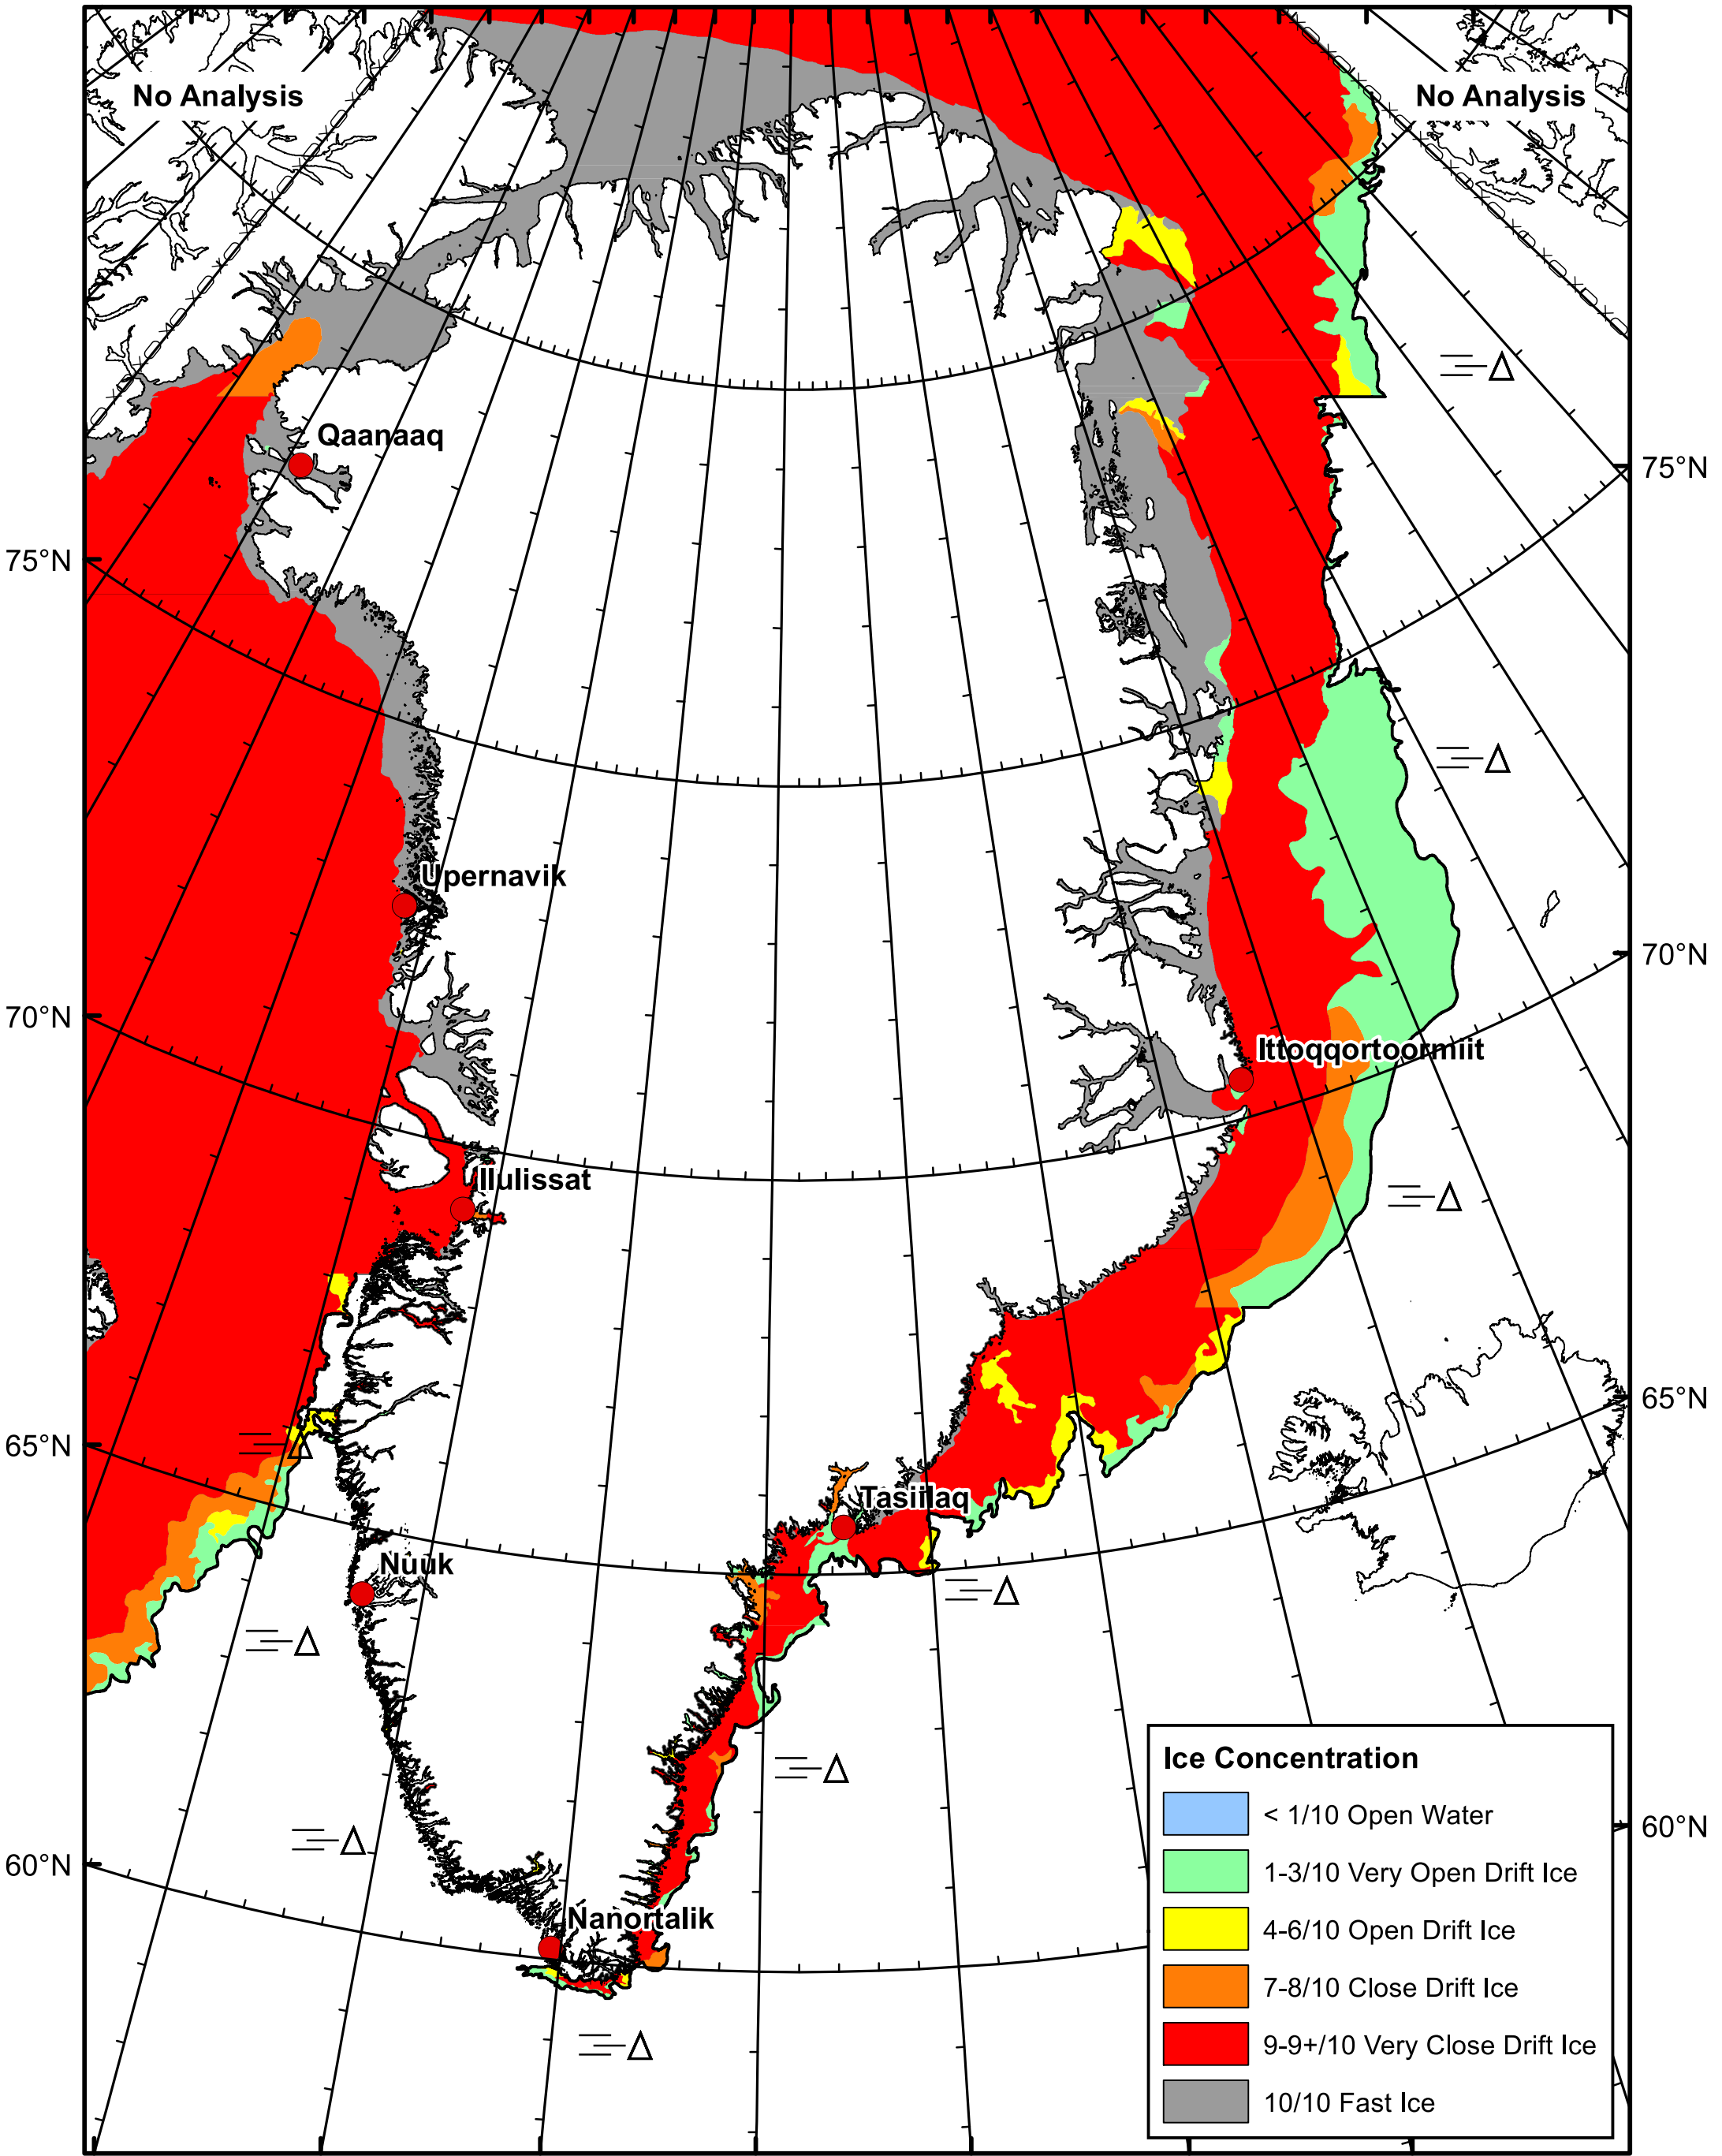 No Analysis
No Analysis
Qaanaaq
75°N
75°N
Upernavik
70°N
70°N
Ittoqqortoormiit
Ilulissat
65°N
65°N
Tasiilaq
Nuuk
Ice Concentration
< 1/10 Open Water
1-3/10 Very Open Drift Ice
4-6/10 Open Drift Ice
7-8/10 Close Drift Ice
9-9+/10 Very Close Drift Ice
10/10 Fast Ice
60°N
60°N
Nanortalik